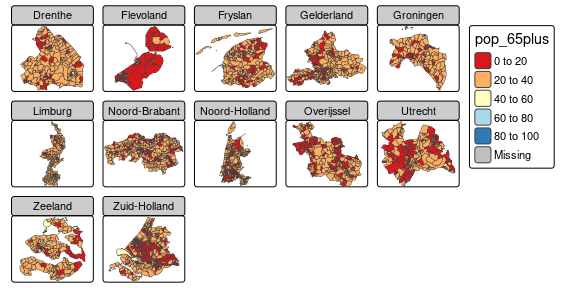 Drenthe
Flevoland
Fryslan
Gelderland
Groningen
pop_65plus
0 to 20
20 to 40
40 to 60
60 to 80
80 to 100
Missing
Limburg
Noord-Brabant
Noord-Holland
Overijssel
Utrecht
Zeeland
Zuid-Holland